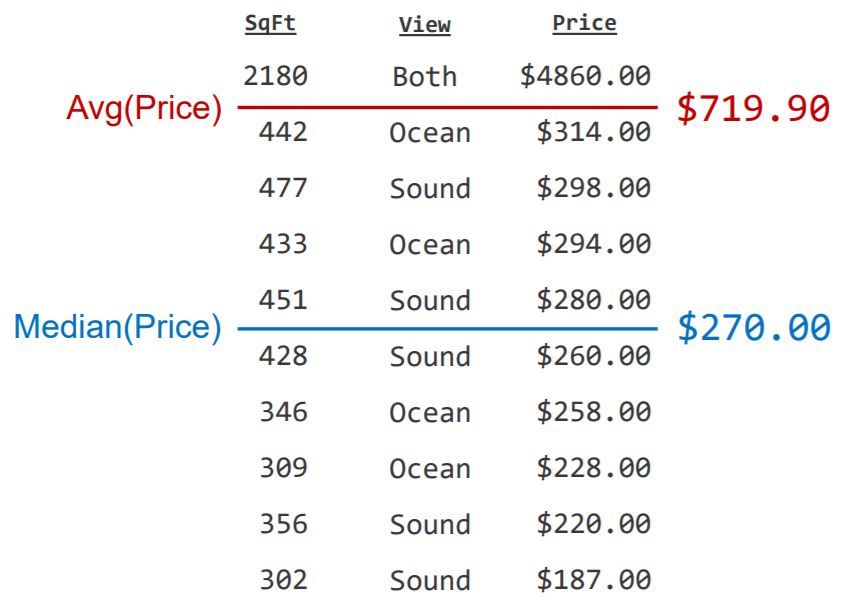 SqFt View Price
2180 Both $4860.00
Avg(Price) $719.90
442 Ocean $314.00
477 Sound $298.00
433 Ocean $294.00
451 Sound $280.00
Median(Price) $270.00
428 Sound $260.00
346 Ocean $258.00
309 Ocean $228.00
356 Sound $220.00
302 Sound $187.00